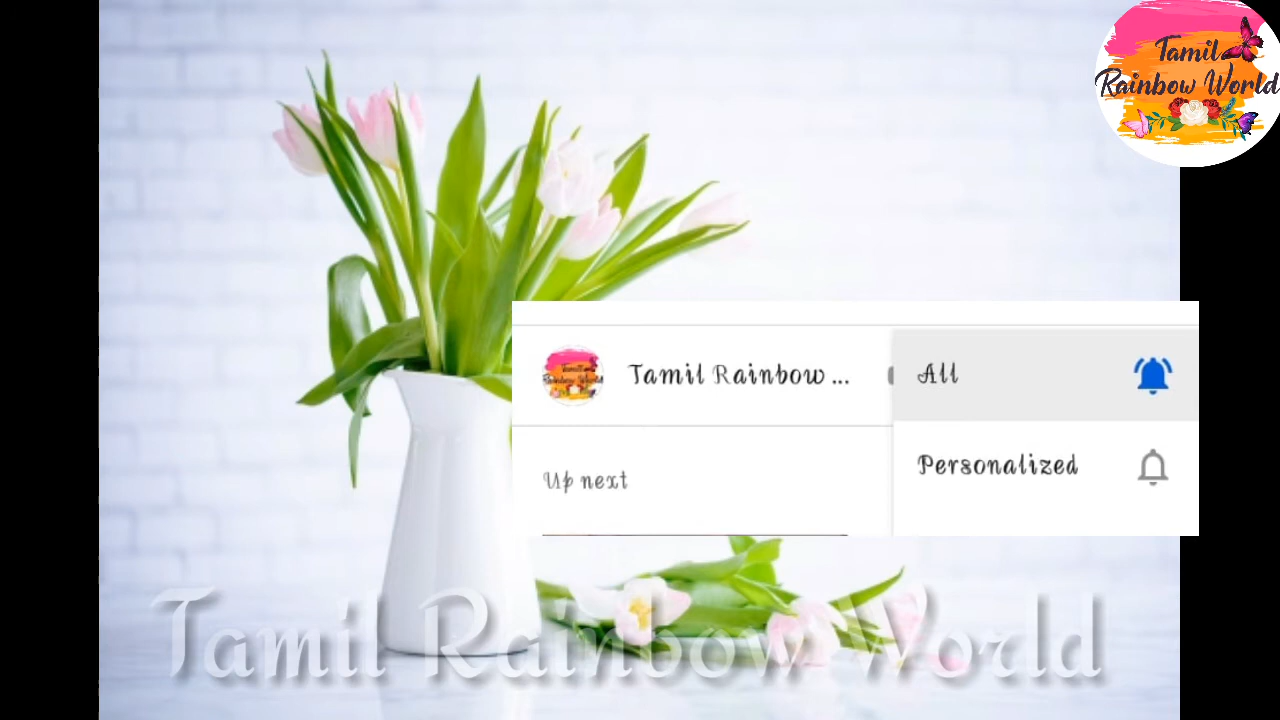 Tamil
Rainbow World
Tamil Rainbow ...
All
Personalized
Up next
Tamil Rainbow World